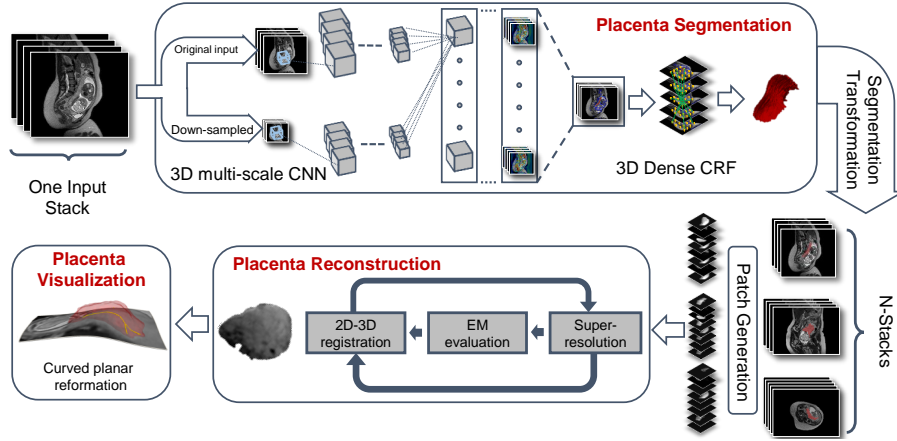 Placenta Segmentation
Original input
Down-sampled
3D multi-scale CNN
3D Dense CRF
One Input
Stack
Segmentation
Transformation
Placenta
Visualization
Curved planar
reformation
Placenta Reconstruction
2D-3D
registration
EM
evaluation
Super-
resolution
Patch Generation
N-Stacks